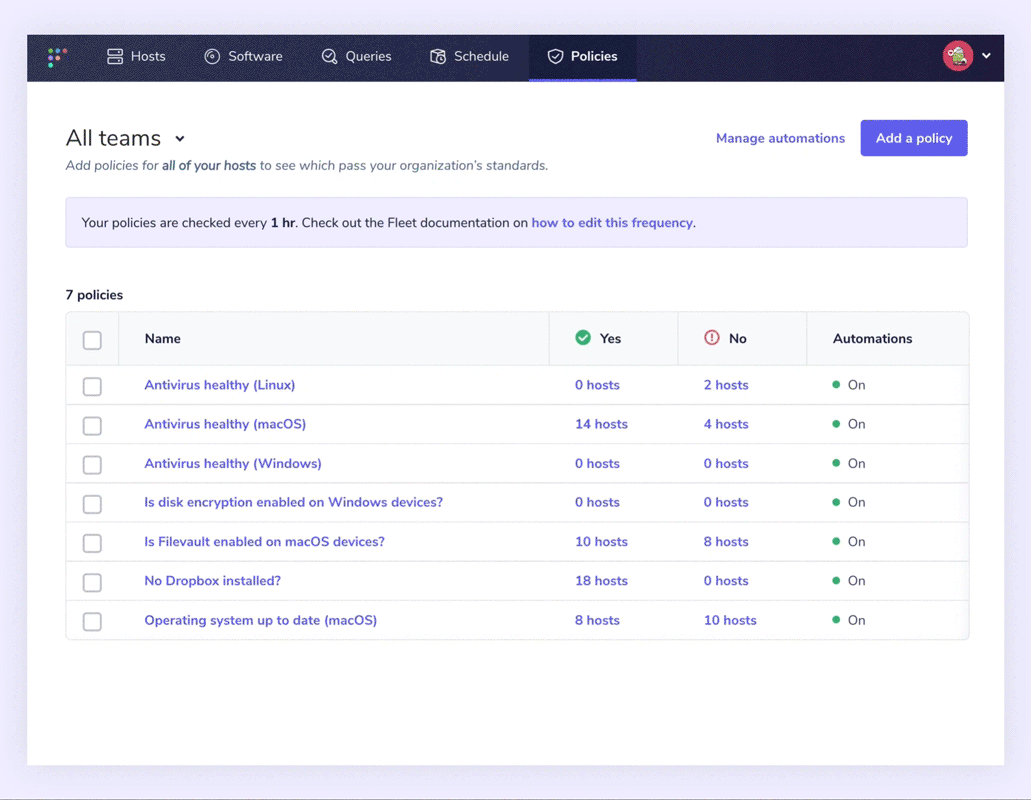 Hosts Software Queries Schedule Policies
All teams
Manage automations Add a policy
Add policies for all of your hosts to see which pass your organization's standards.
Your policies are checked every 1 hr. Check out the Fleet documentation on how to edit this frequency.
7 policies
Name Yes No Automations
Antivirus healthy (Linux) 0 hosts 2 hosts On
Antivirus healthy (macOS) 14 hosts 4 hosts On
Antivirus healthy (Windows) 0 hosts 0 hosts On
Is disk encryption enabled on Windows devices? 0 hosts 0 hosts On
Is Filevault enabled on macOS devices? 10 hosts 8 hosts On
No Dropbox installed? 18 hosts 0 hosts On
Operating system up to date (macOS) 8 hosts 10 hosts On